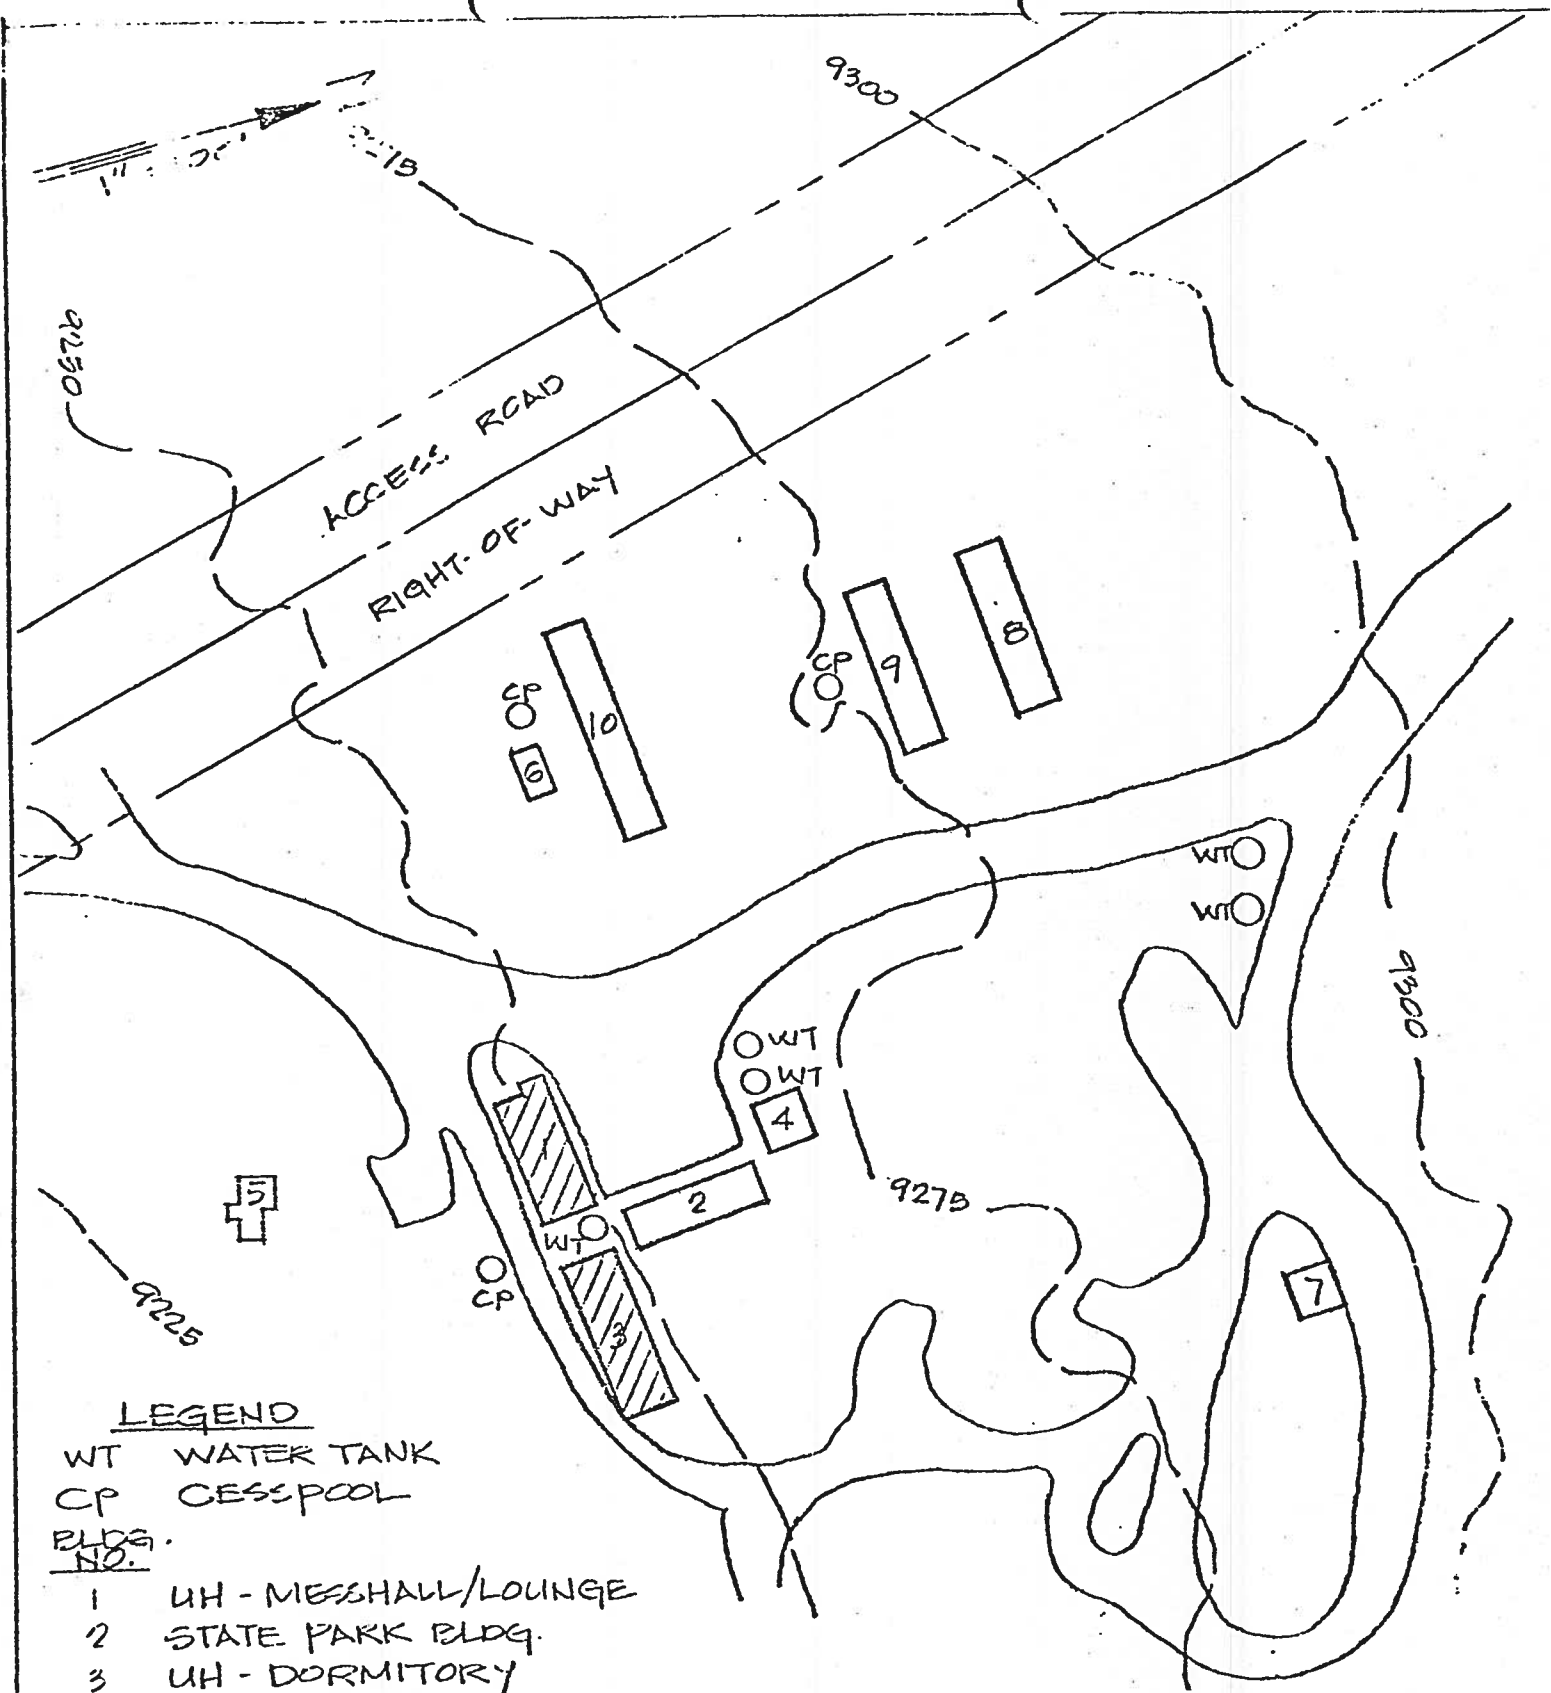 9300
1"
9250
ACCESS ROAD
RIGHT-OF-WAY
8
CP
9
CP
10
6
WT
WT
9300
WT
WT
4
1
9275
5
2
WT
CP
7
9225
3
LEGEND
WT WATER TANK
CP CESSPOOL
BLDG.
NO.
1 UH - MESSHALL/LOUNGE
2 STATE PARK BLDG.
3 UH - DORMITORY